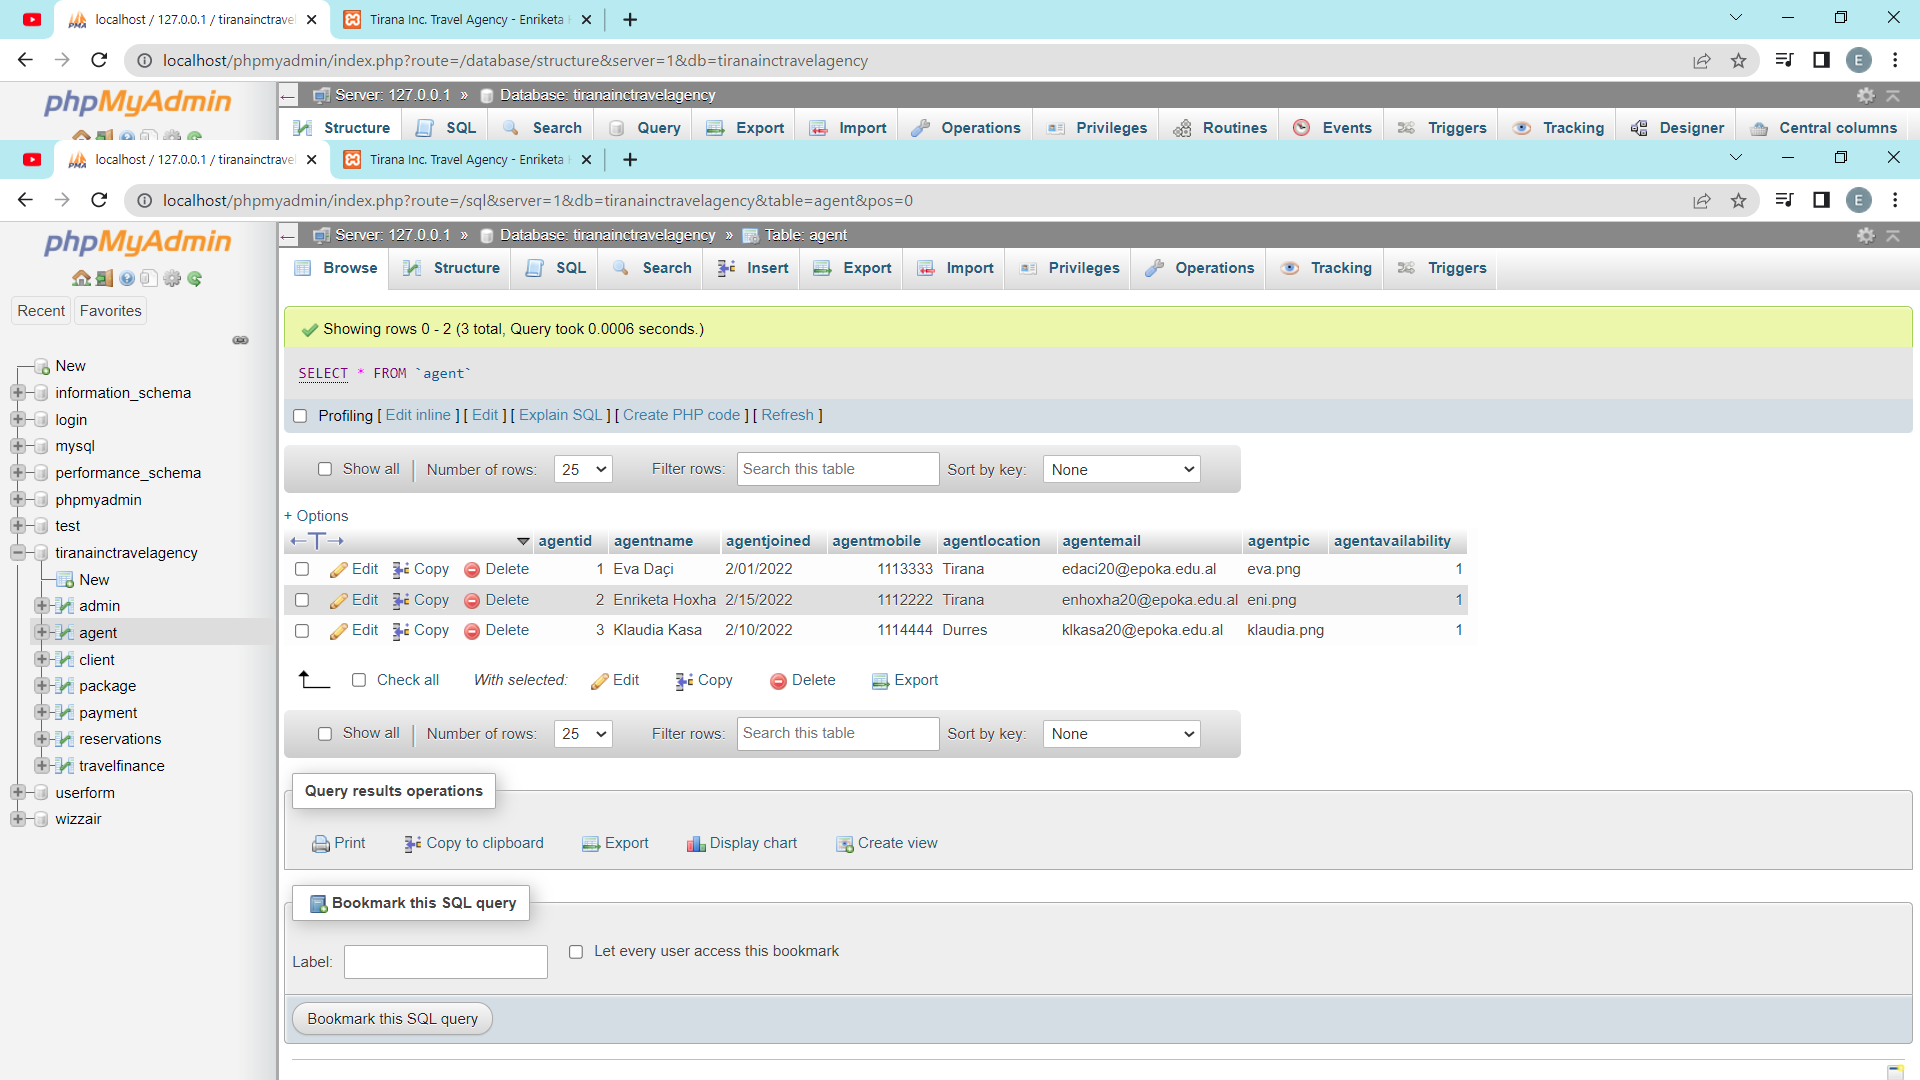 localhost / 127.0.0.1 / tiranainctravel
Tirana Inc. Travel Agency - Enriketa
localhost/phpmyadmin/index.php?route=/database/structure&server=1&db=tiranainctravelagency
E
phpMyAdmin
Server: 127.0.0.1 » Database: tiranainctravelagency
Structure SQL Search Query Export Import Operations Privileges Routines Events Triggers Tracking Designer Central columns
localhost / 127.0.0.1 / tiranainctravel
Tirana Inc. Travel Agency - Enriketa
localhost/phpmyadmin/index.php?route=/sql&server=1&db=tiranainctravelagency&table=agent&pos=0
E
phpMyAdmin
Recent Favorites
New
information_schema
login
mysql
performance_schema
phpmyadmin
test
tiranainctravelagency
New
admin
agent
client
package
payment
reservations
travelfinance
userform
wizzair
Server: 127.0.0.1 » Database: tiranainctravelagency » Table: agent
Browse Structure SQL Search Insert Export Import Privileges Operations Tracking Triggers
Showing rows 0 - 2 (3 total, Query took 0.0006 seconds.)
SELECT * FROM `agent`
Profiling [ Edit inline ] [ Edit ] [ Explain SQL ] [ Create PHP code ] [ Refresh ]
Show all Number of rows: 25 Filter rows: Search this table Sort by key: None
+ Options
agentid agentname agentjoined agentmobile agentlocation agentemail agentpic agentavailability
Edit Copy Delete 1 Eva Daçi 2/01/2022 1113333 Tirana edaci20@epoka.edu.al eva.png 1
Edit Copy Delete 2 Enriketa Hoxha 2/15/2022 1112222 Tirana enhoxha20@epoka.edu.al eni.png 1
Edit Copy Delete 3 Klaudia Kasa 2/10/2022 1114444 Durres klkasa20@epoka.edu.al klaudia.png 1
Check all With selected: Edit Copy Delete Export
Show all Number of rows: 25 Filter rows: Search this table Sort by key: None
Query results operations
Print Copy to clipboard Export Display chart Create view
Bookmark this SQL query
Label: Let every user access this bookmark
Bookmark this SQL query